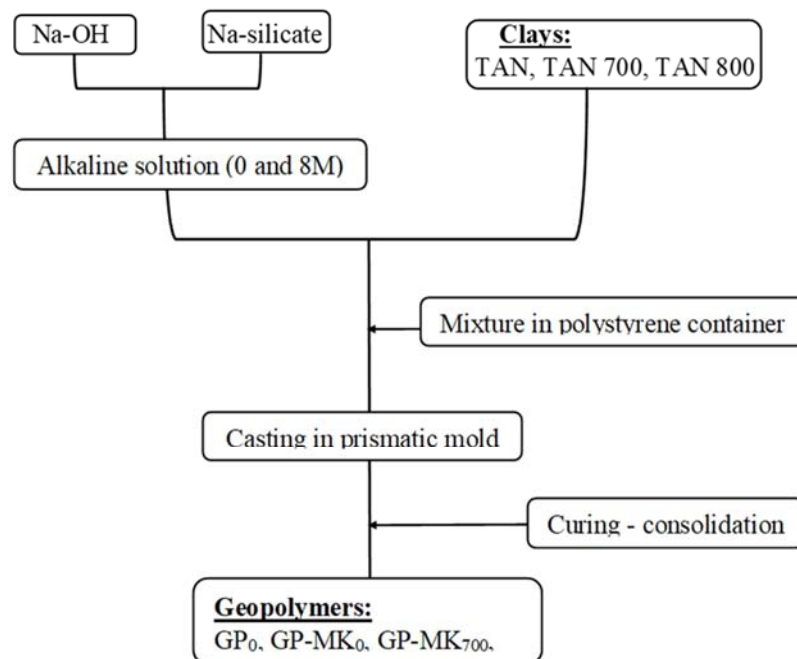 Na-OH
Na-silicate
Clays:
TAN, TAN 700, TAN 800
Alkaline solution (0 and 8M)
Mixture in polystyrene container
Casting in prismatic mold
Curing - consolidation
Geopolymers:
GP₀, GP-MK₀, GP-MK₇₀₀,